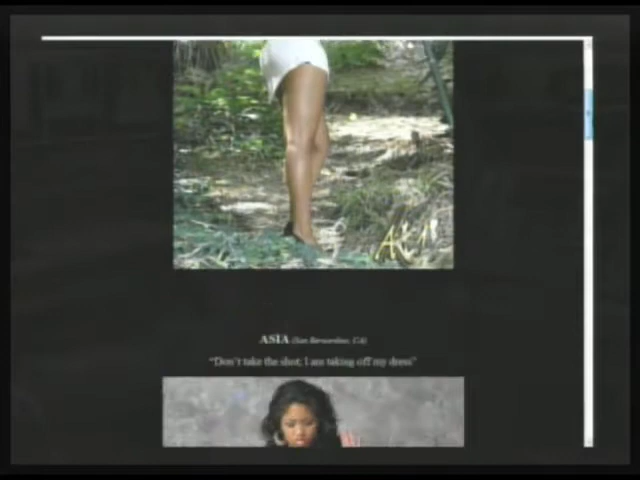 ASIA (San Bernardino, CA)
"Don't take the shot; I am taking off my dress"